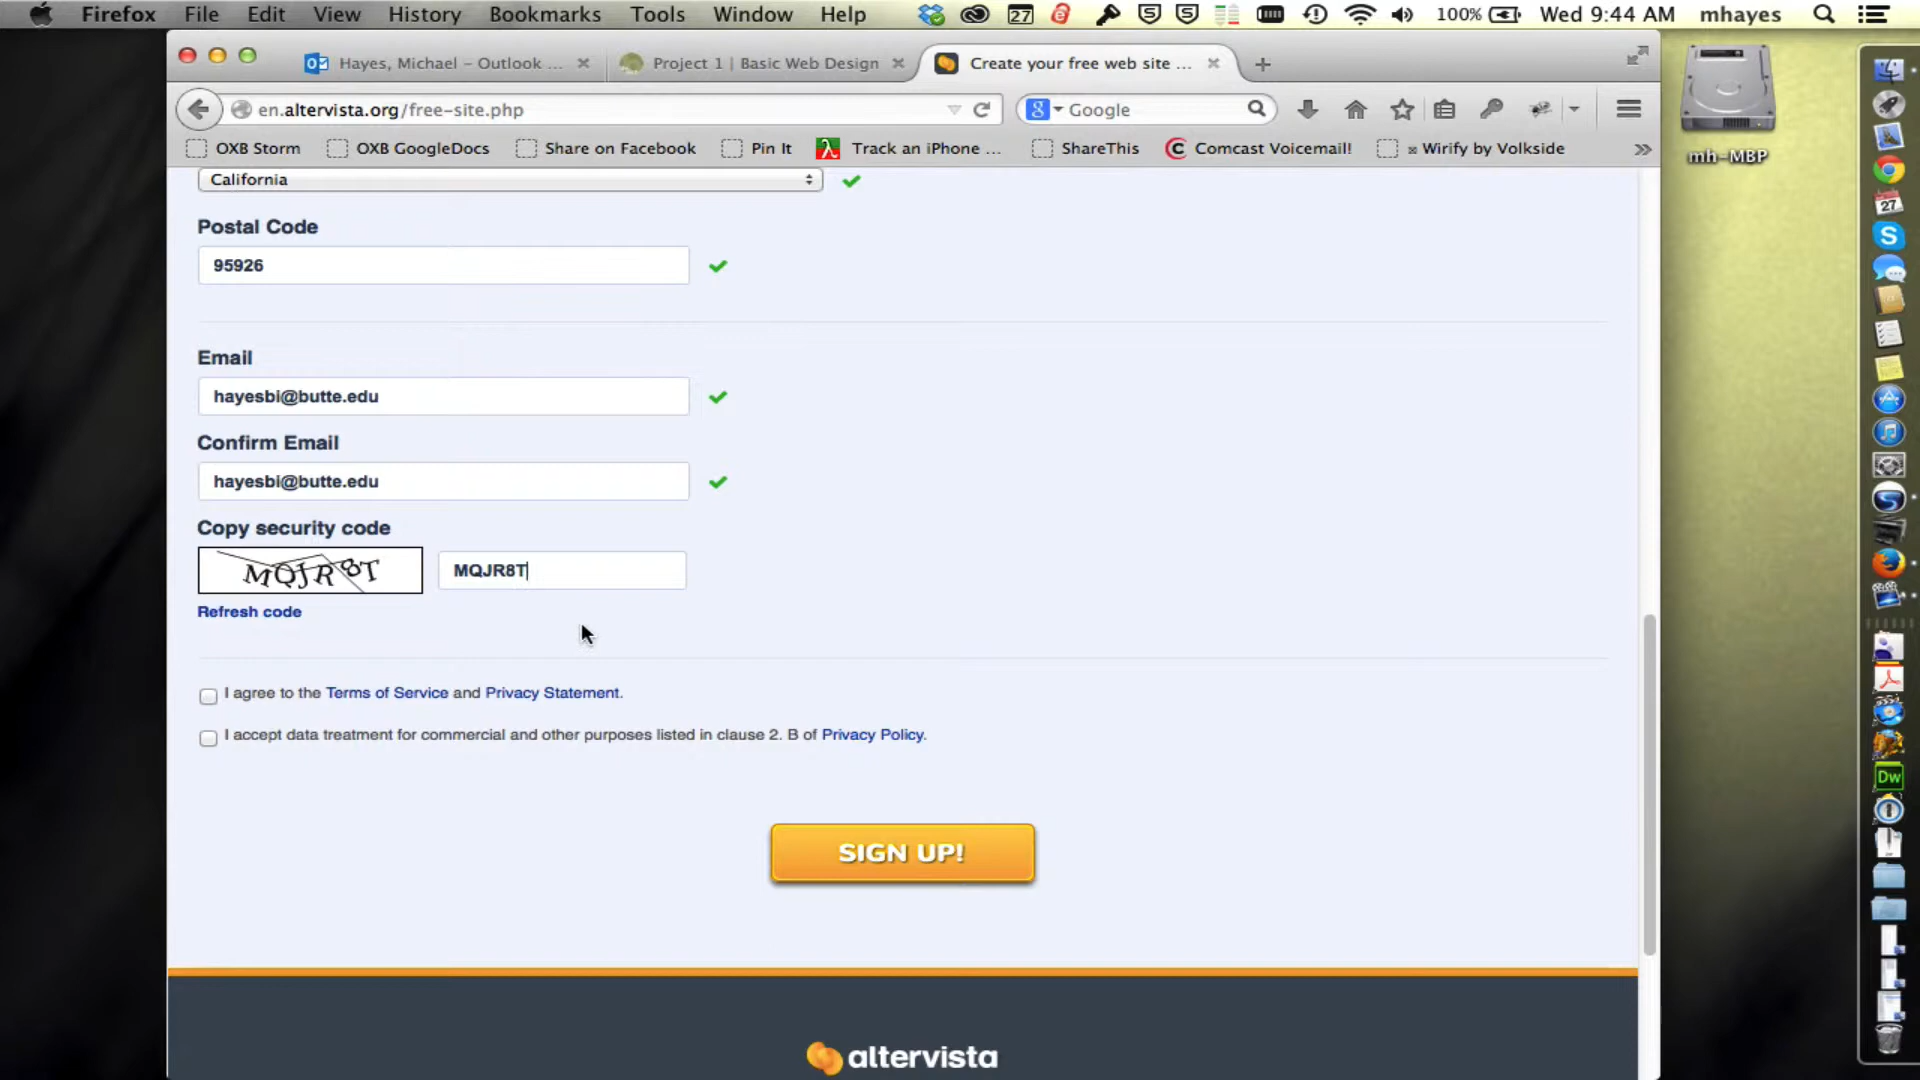 Firefox File Edit View History Bookmarks Tools Window Help 27 100% Wed 9:44 AM mhayes
Hayes, Michael – Outlook ... Project 1 | Basic Web Design Create your free web site ...
en.altervista.org/free-site.php Google
OXB Storm OXB GoogleDocs Share on Facebook Pin It Track an iPhone ... ShareThis Comcast Voicemail! Wirify by Volkside
mh-MBP
California
Postal Code
95926
Email
hayesbi@butte.edu
Confirm Email
hayesbi@butte.edu
Copy security code
MQJR8T MQJR8T
Refresh code
I agree to the Terms of Service and Privacy Statement.
I accept data treatment for commercial and other purposes listed in clause 2. B of Privacy Policy.
SIGN UP!
altervista
27
Dw